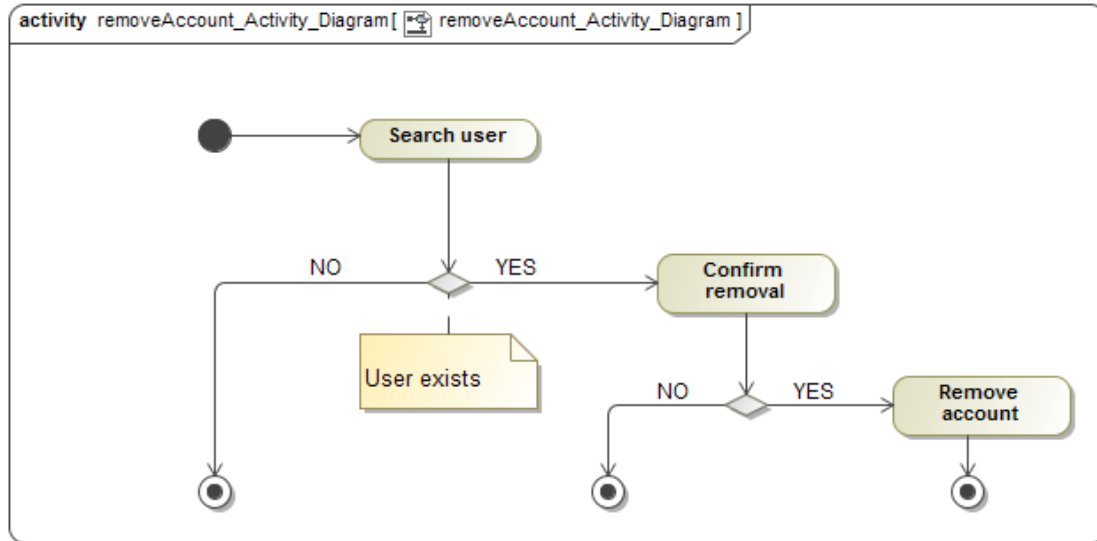 activity removeAccount_Activity_Diagram[ removeAccount_Activity_Diagram ]
Search user
NO
YES
Confirm
removal
User exists
NO
YES
Remove
account